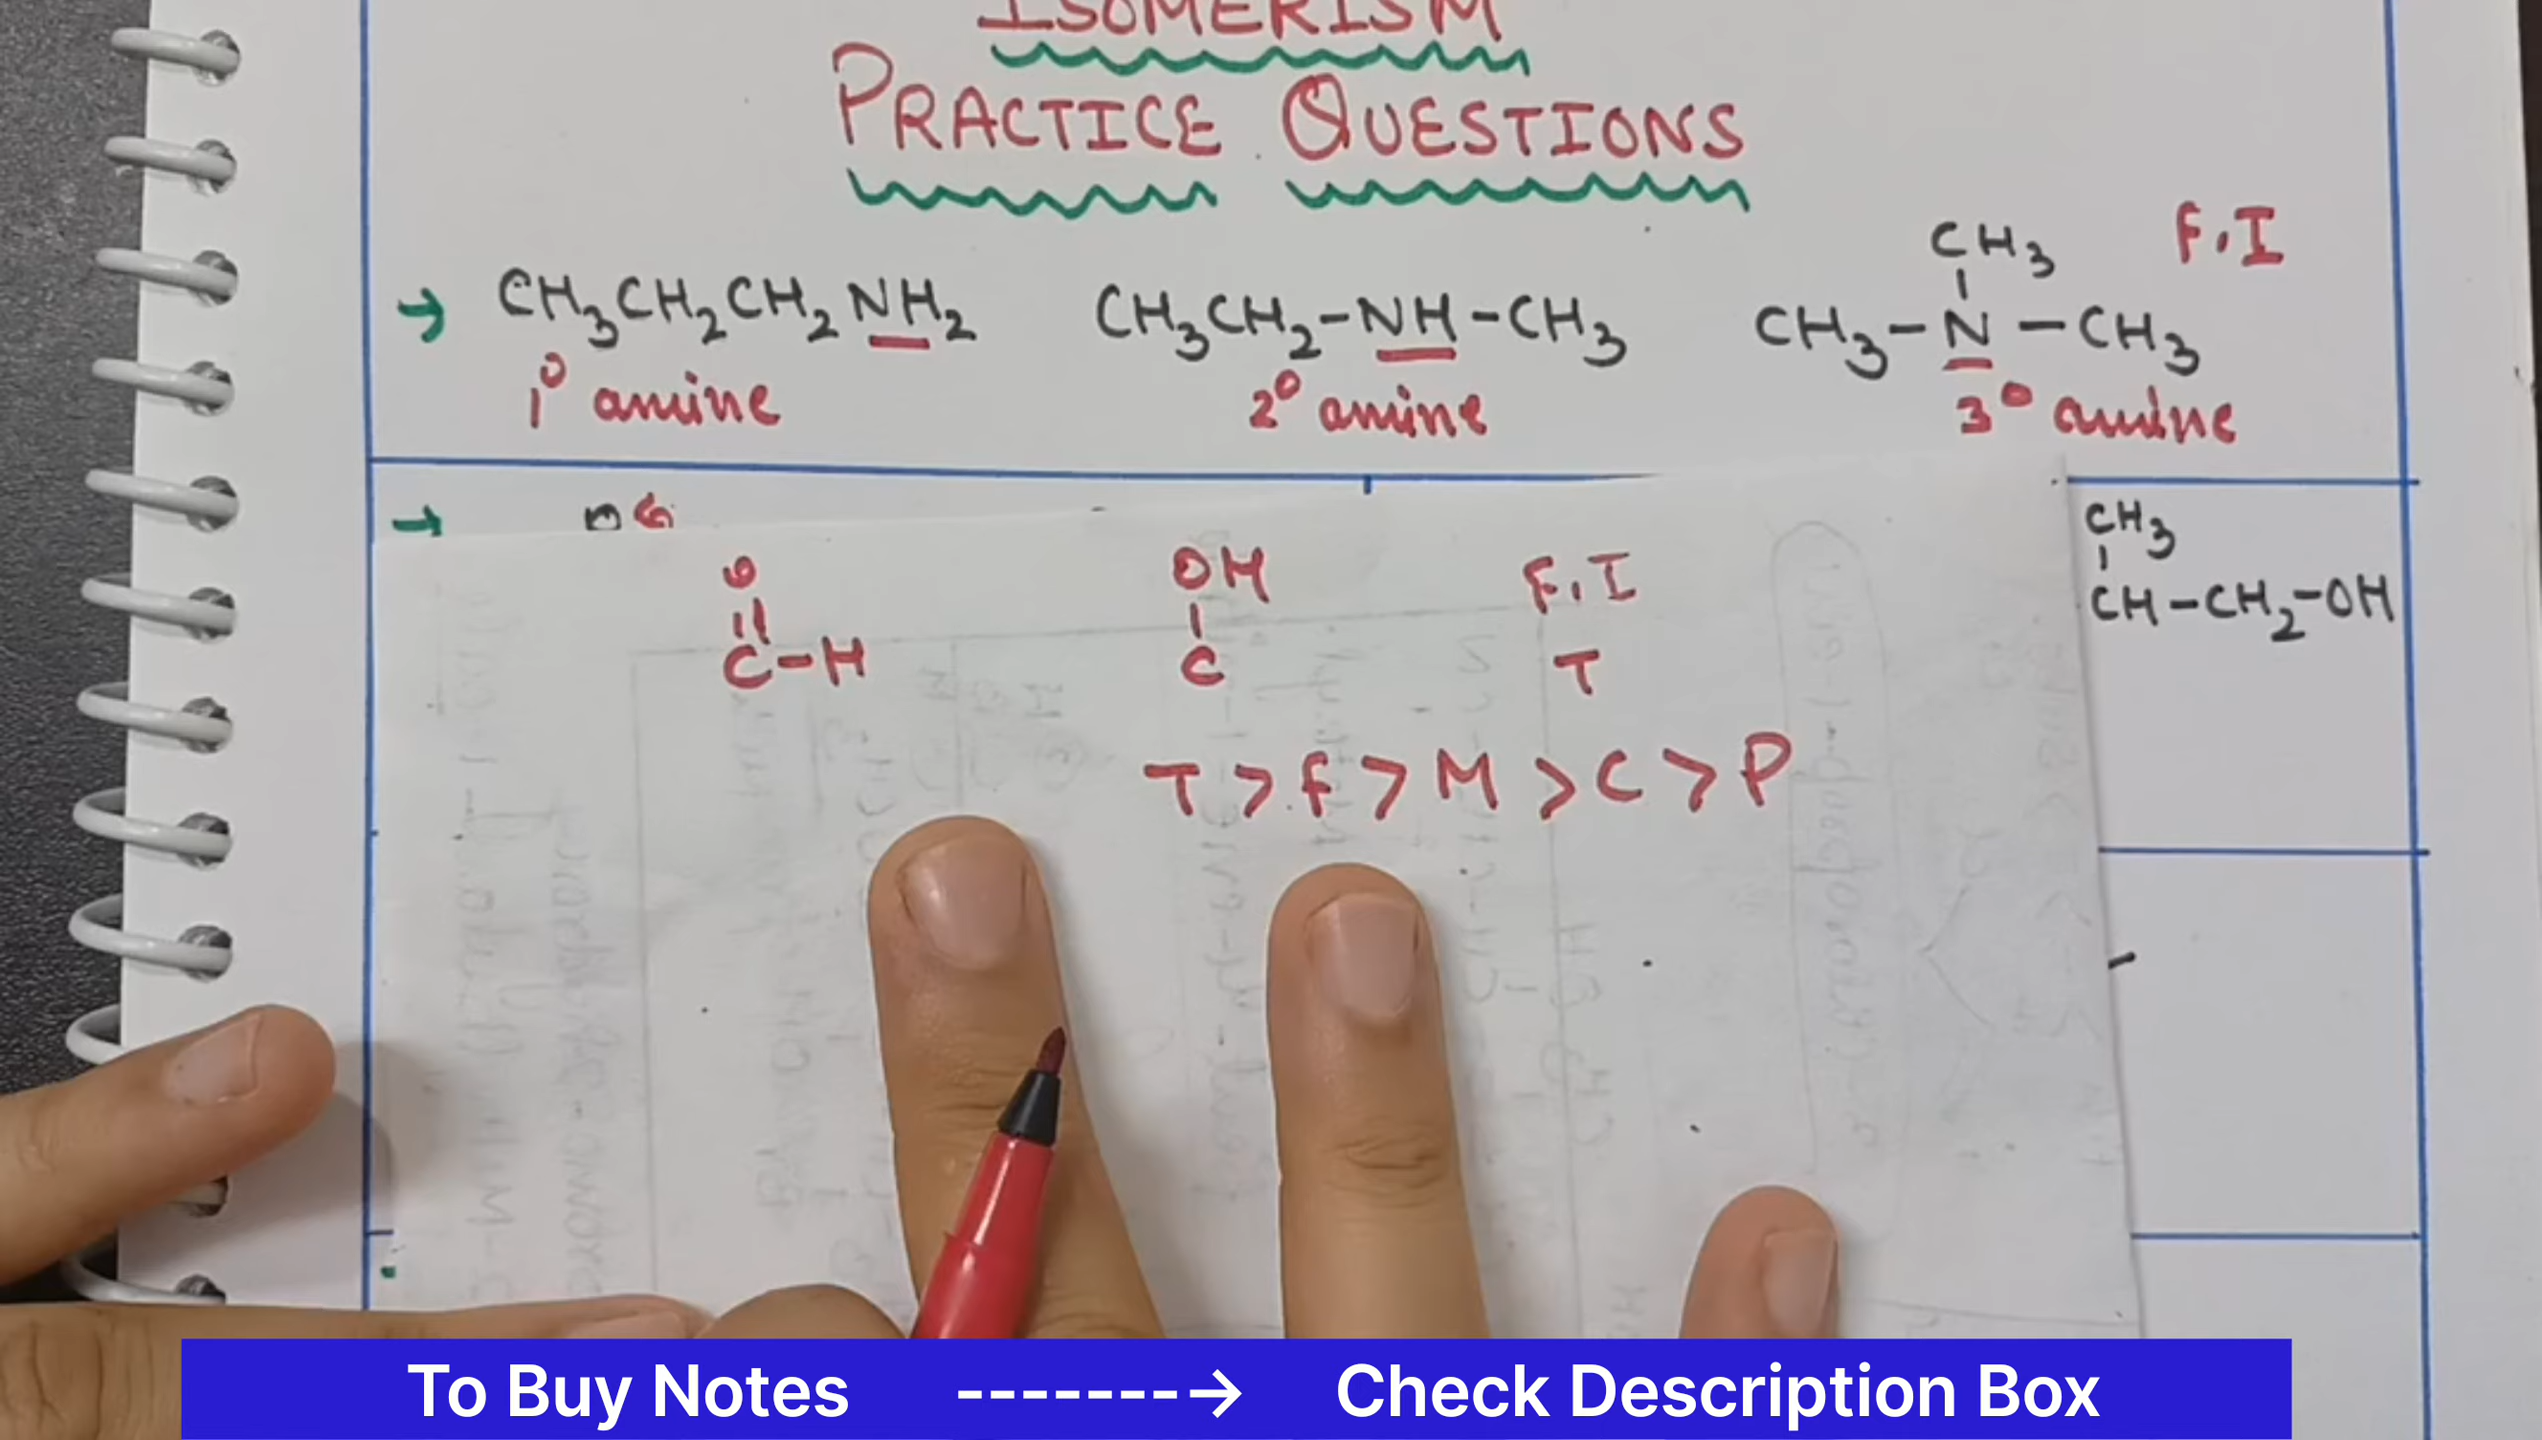 ISOMERISM
PRACTICE QUESTIONS
F.I
CH3
→ CH3CH2CH2NH2 CH3CH2-NH-CH3 CH3-N-CH3
1° amine 2° amine 3° amine
→
CH3
CH-CH2-OH
O OH F.I
C-H C T
T > F > M > C > P
To Buy Notes -------→ Check Description Box